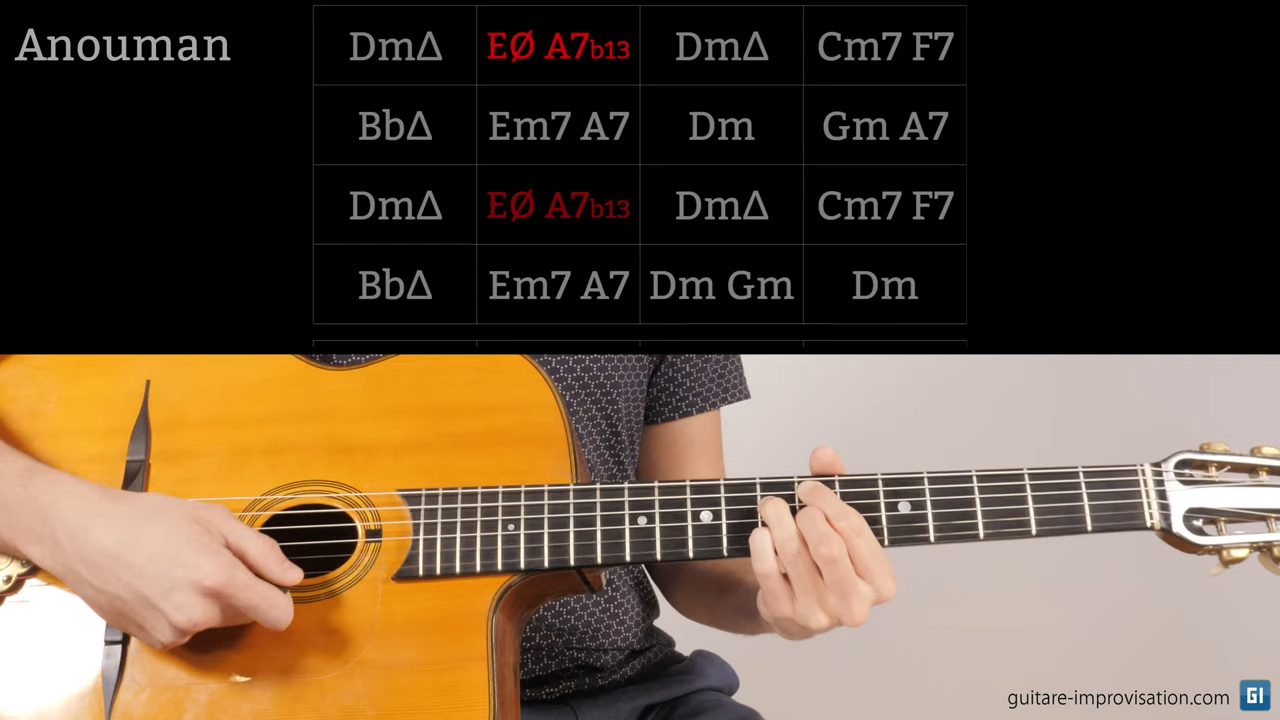 Anouman
DmΔ EØ A7b13 DmΔ Cm7 F7
BbΔ Em7 A7 Dm Gm A7
DmΔ EØ A7b13 DmΔ Cm7 F7
BbΔ Em7 A7 Dm Gm Dm
guitare-improvisation.com GI